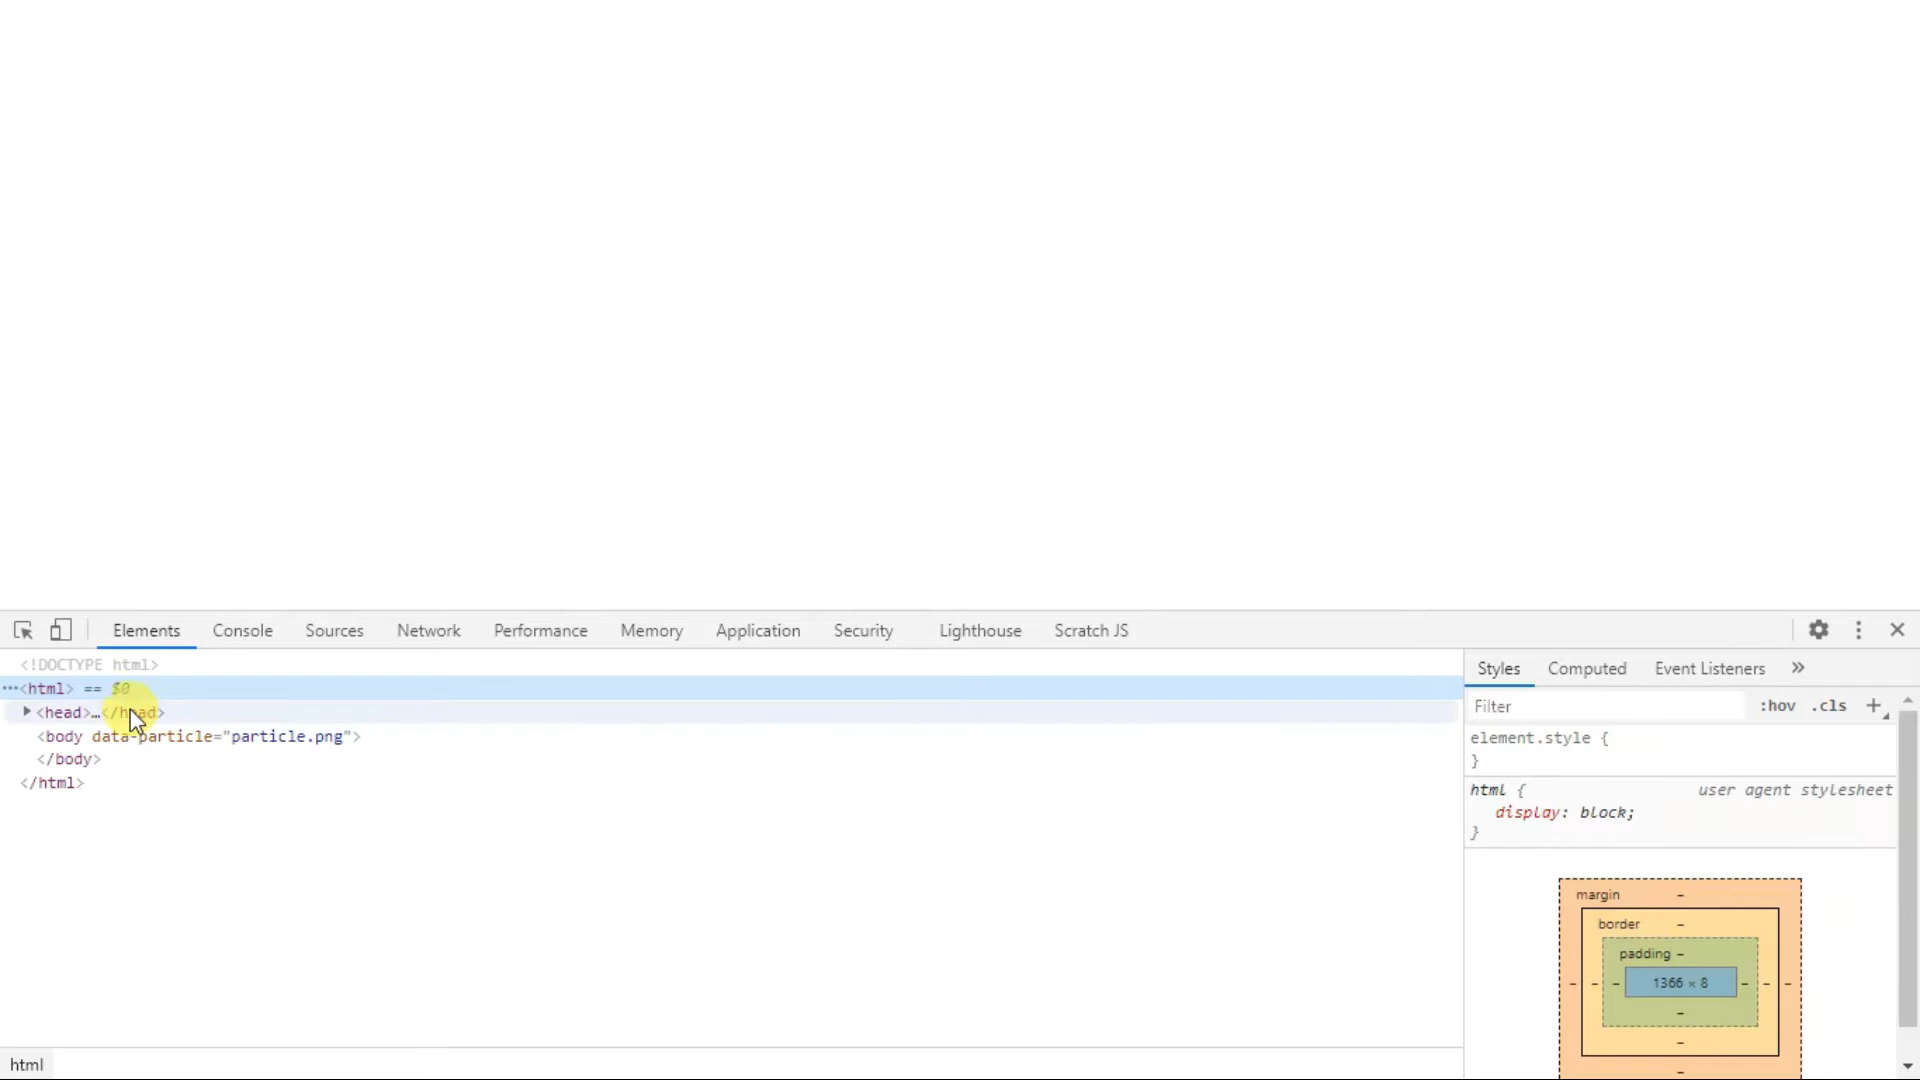 Elements Console Sources Network Performance Memory Application Security Lighthouse Scratch JS
<!DOCTYPE html>
…<html> == $0
<head>…</head>
<body data-particle="particle.png">
</body>
</html>
html
Styles Computed Event Listeners »
Filter :hov .cls +
element.style {
}
html { user agent stylesheet
display: block;
}
margin –
border –
padding –
– – – 1366 × 8 – – –
–
–
–